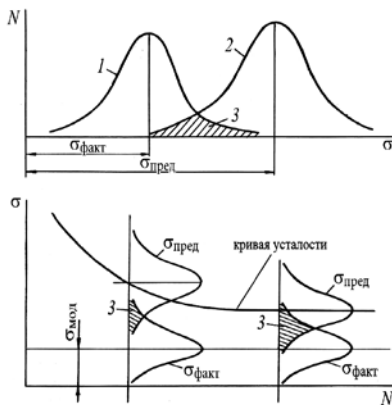 N
1
2
3
σфакт
σпред
σ
σ
σпред
кривая усталости
σпред
3
3
σмод
σфакт
σфакт
N